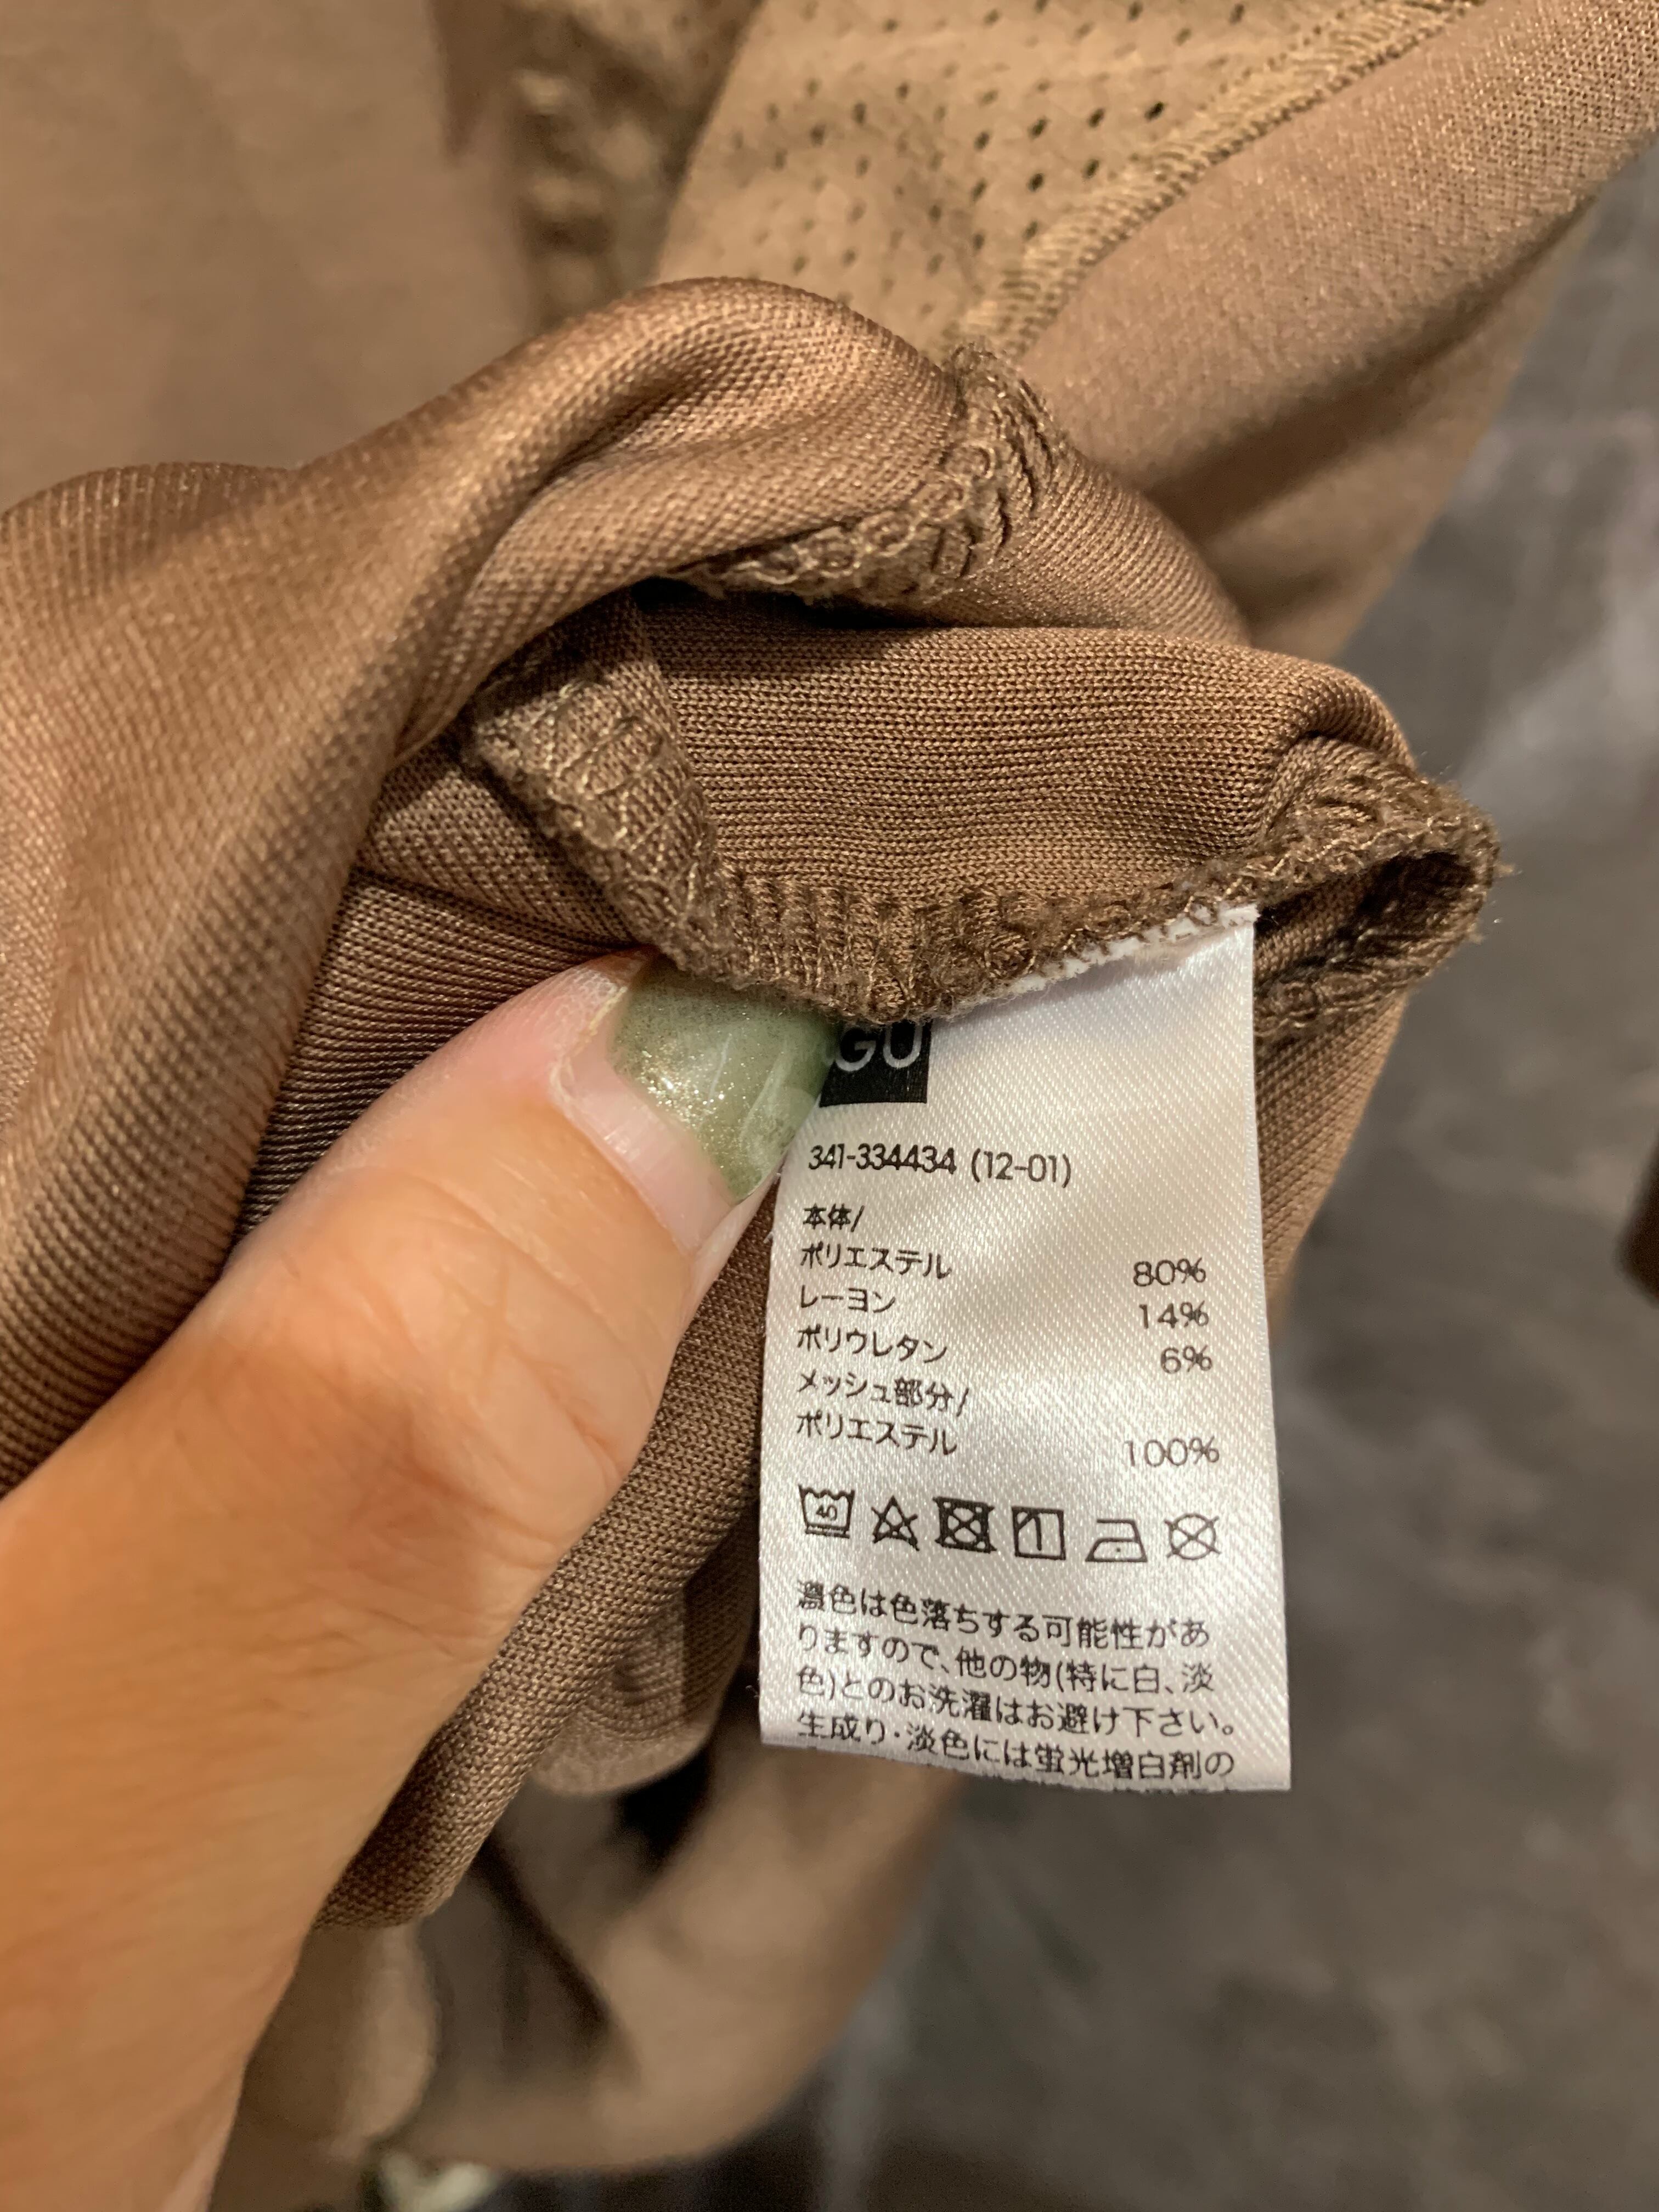 GU
341-334434 (12-01)
本体/
ポリエステル 80%
レーヨン 14%
ポリウレタン 6%
メッシュ部分/
ポリエステル 100%
40
1
濃色は色落ちする可能性があ
りますので、他の物(特に白、淡
色)とのお洗濯はお避け下さい。
生成り・淡色には蛍光増白剤の